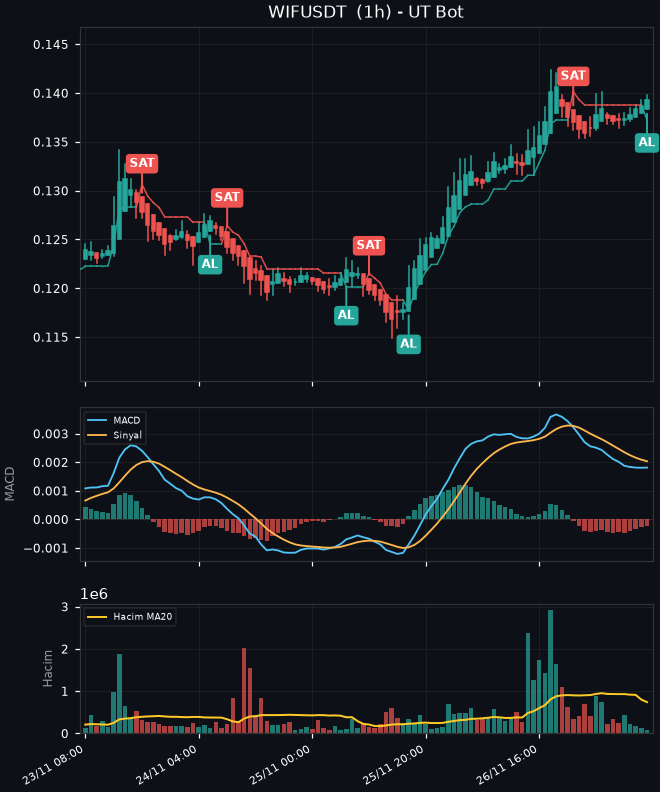 WIFUSDT (1h) - UT Bot
0.145
0.140
0.135
0.130
0.125
0.120
0.115
SAT
SAT
SAT
SAT
AL
AL
AL
AL
MACD
MACD
Sinyal
0.003
0.002
0.001
0.000
−0.001
1e6
Hacim
Hacim MA20
3
2
1
0
23/11 08:00
24/11 04:00
25/11 00:00
25/11 20:00
26/11 16:00